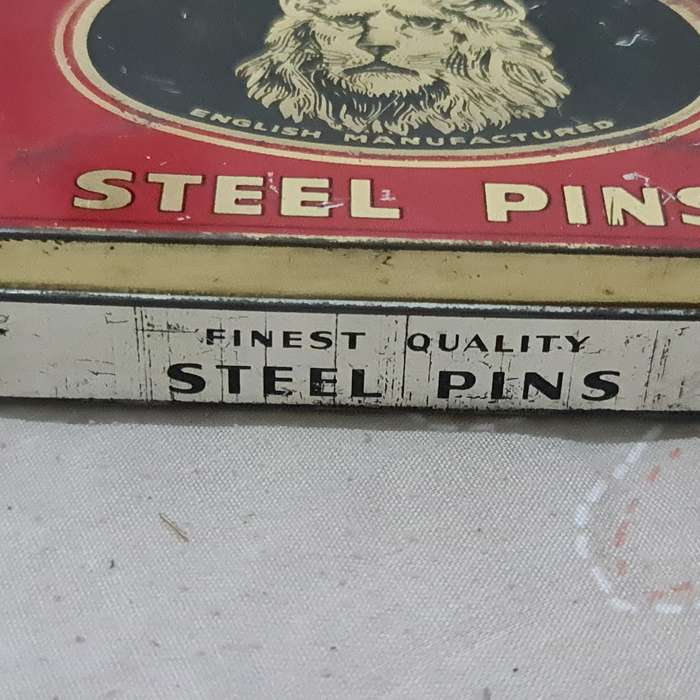 ENGLISH MANUFACTURED
STEEL PINS
FINEST QUALITY
STEEL PINS